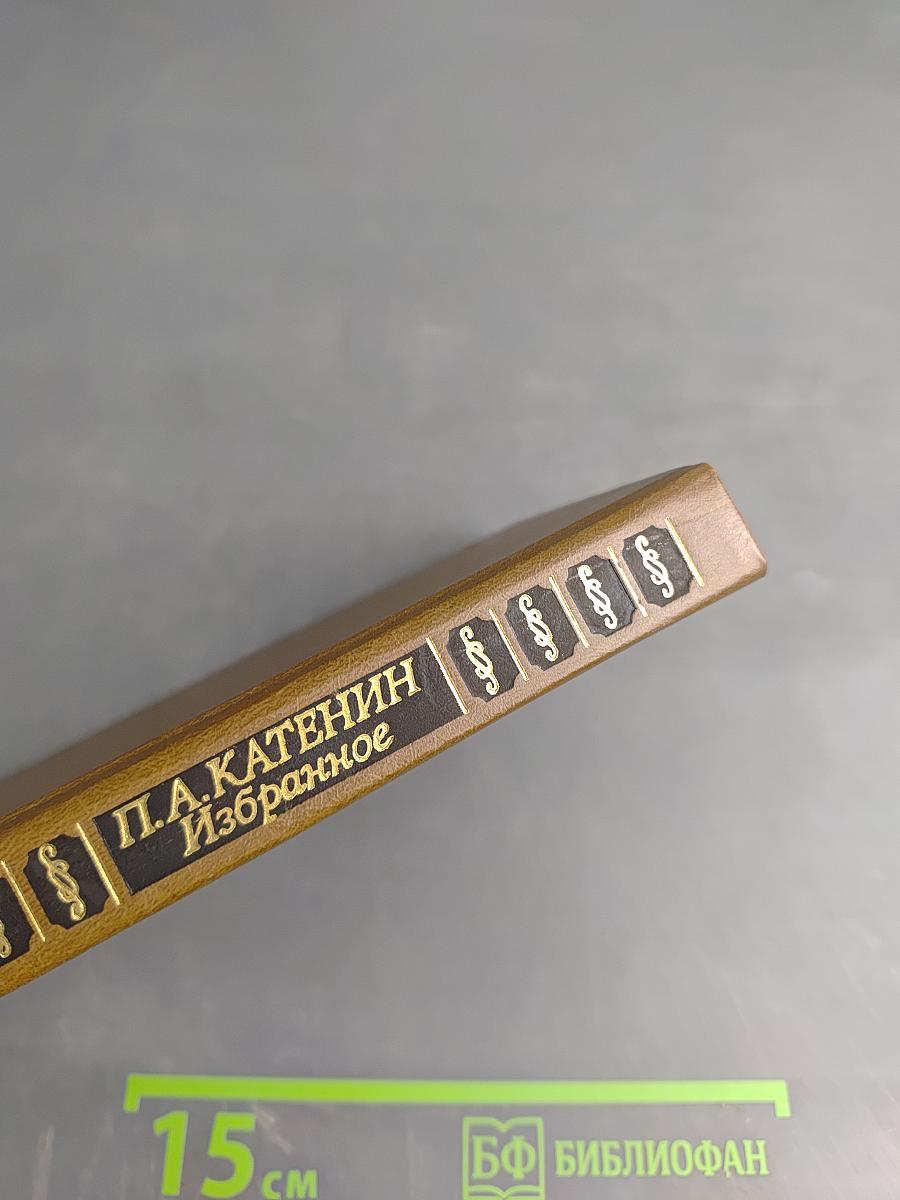 П.А.КАТЕНИН
Избранное
15 см
БФ БИБЛИОФАН